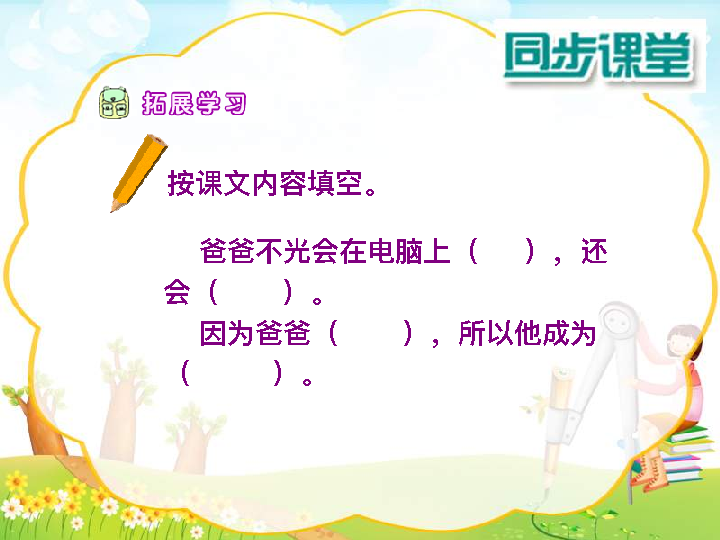 同步课堂
拓展学习
按课文内容填空。
爸爸不光会在电脑上（　　），还
会（　　）。
因为爸爸（　　），所以他成为
（　　）。